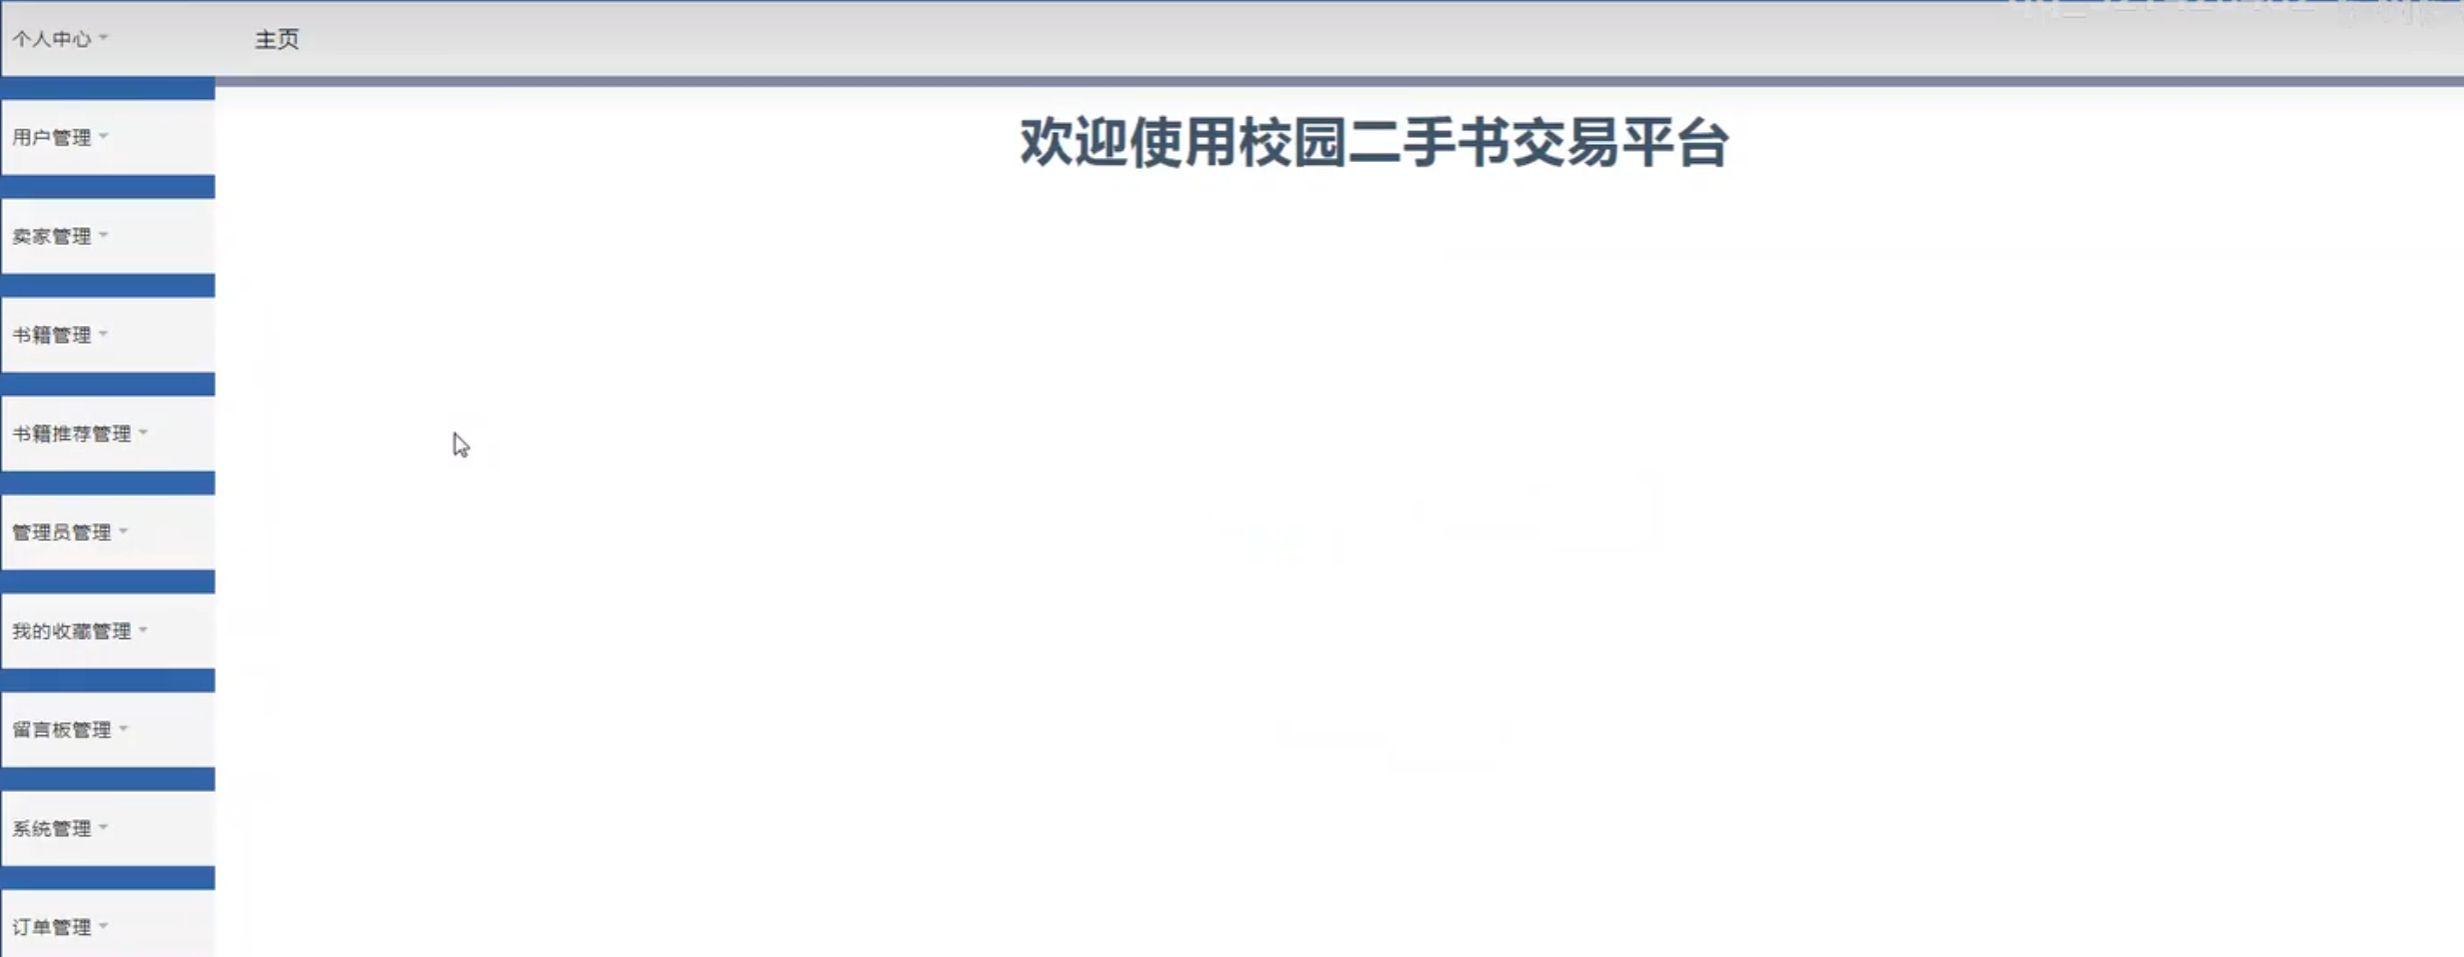 个人中心
主页
欢迎使用校园二手书交易平台
用户管理
卖家管理
书籍管理
书籍推荐管理
管理员管理
我的收藏管理
留言板管理
系统管理
订单管理